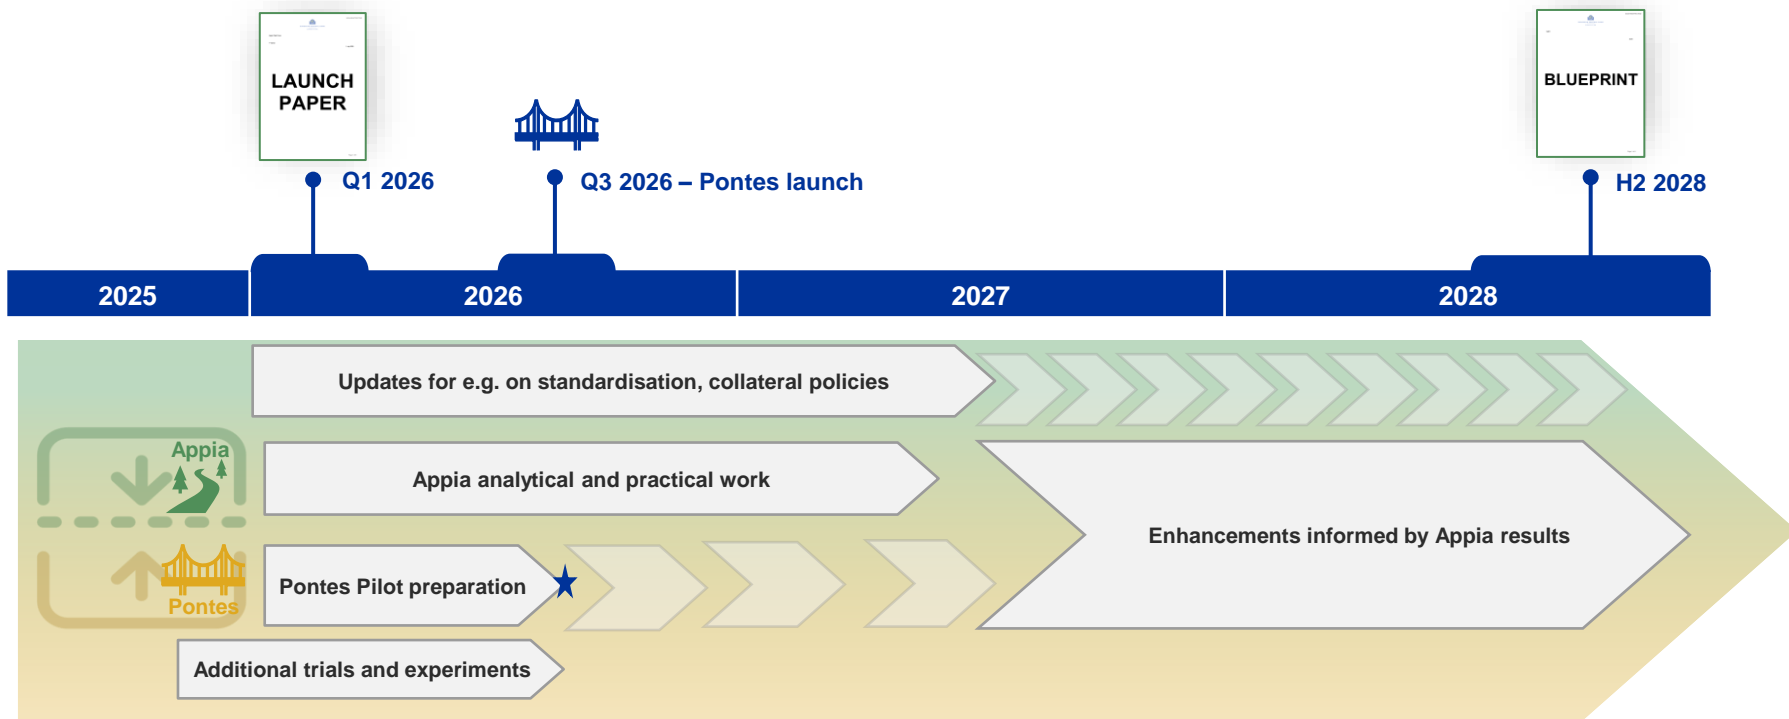 LAUNCH
PAPER
BLUEPRINT
Q1 2026
Q3 2026 – Pontes launch
H2 2028
2025
2026
2027
2028
Updates for e.g. on standardisation, collateral policies
Appia
Appia analytical and practical work
Enhancements informed by Appia results
Pontes
Pontes Pilot preparation
Additional trials and experiments